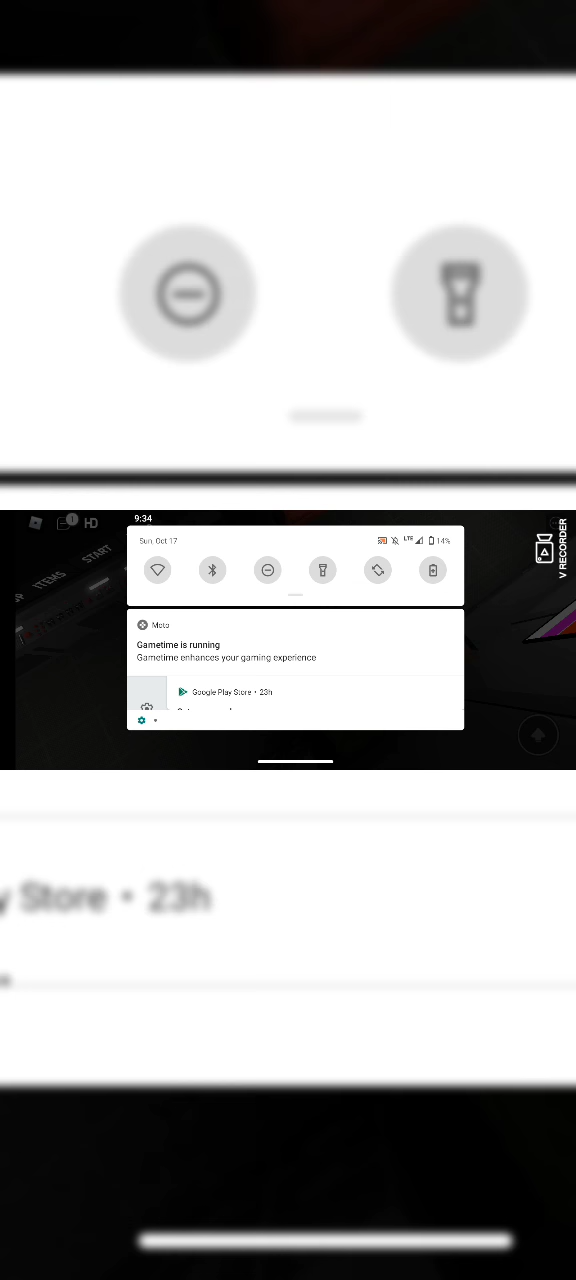 HD
1
START
ITEMS
9:34
Sun, Oct 17
LTE
14%
V RECORDER
Moto
Gametime is running
Gametime enhances your gaming experience
Google Play Store • 23h
Store • 23h